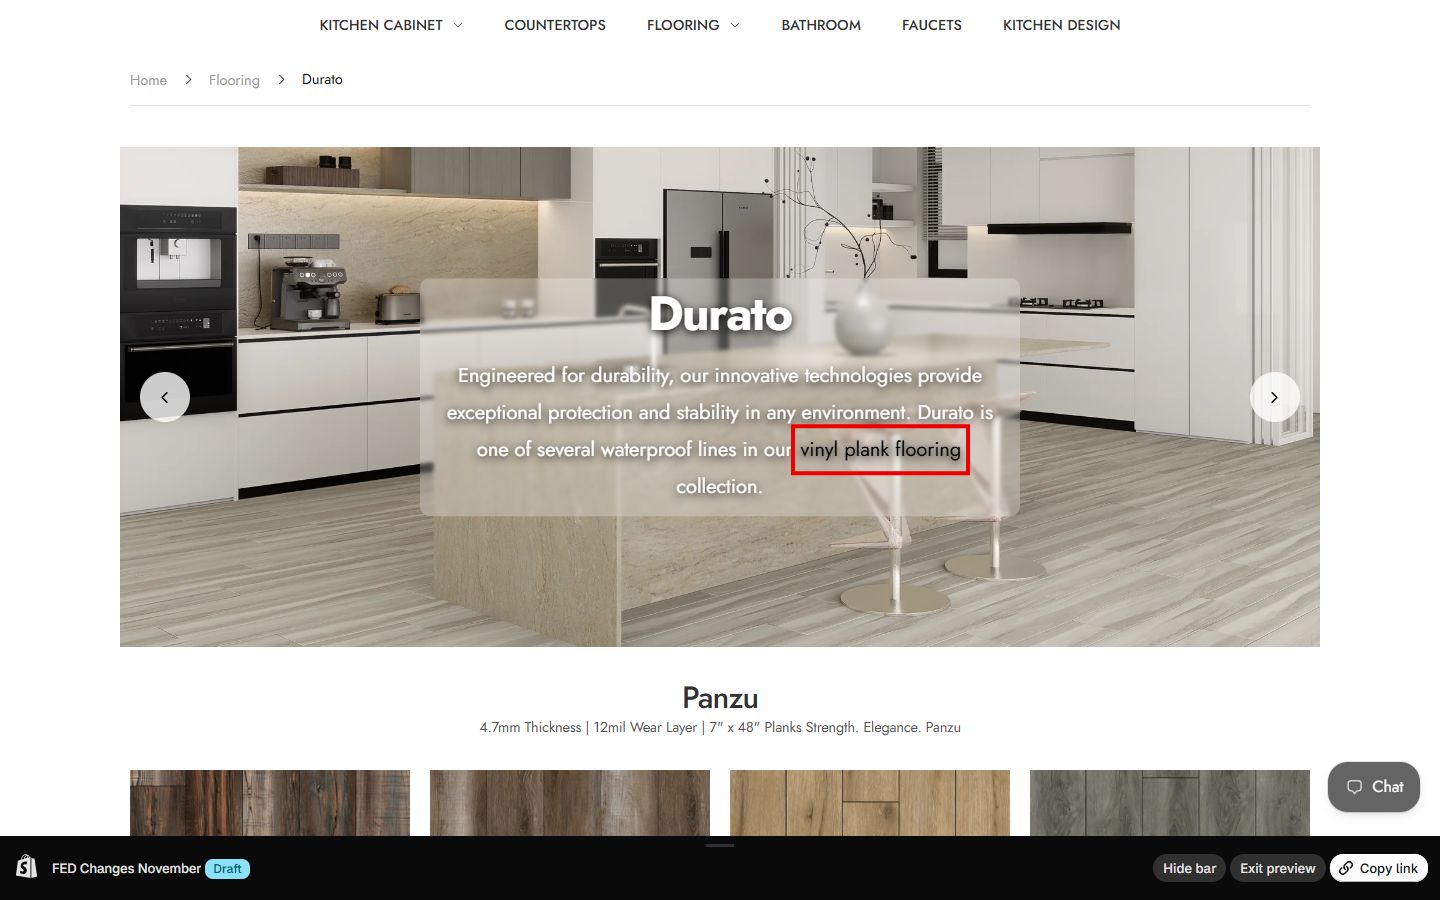 KITCHEN CABINET
COUNTERTOPS
FLOORING
BATHROOM
FAUCETS
KITCHEN DESIGN
Home > Flooring > Durato
Durato
Engineered for durability, our innovative technologies provide
exceptional protection and stability in any environment. Durato is
one of several waterproof lines in our vinyl plank flooring
collection.
Panzu
4.7mm Thickness | 12mil Wear Layer | 7" x 48" Planks Strength. Elegance. Panzu
Chat
FED Changes November Draft
Hide bar
Exit preview
Copy link